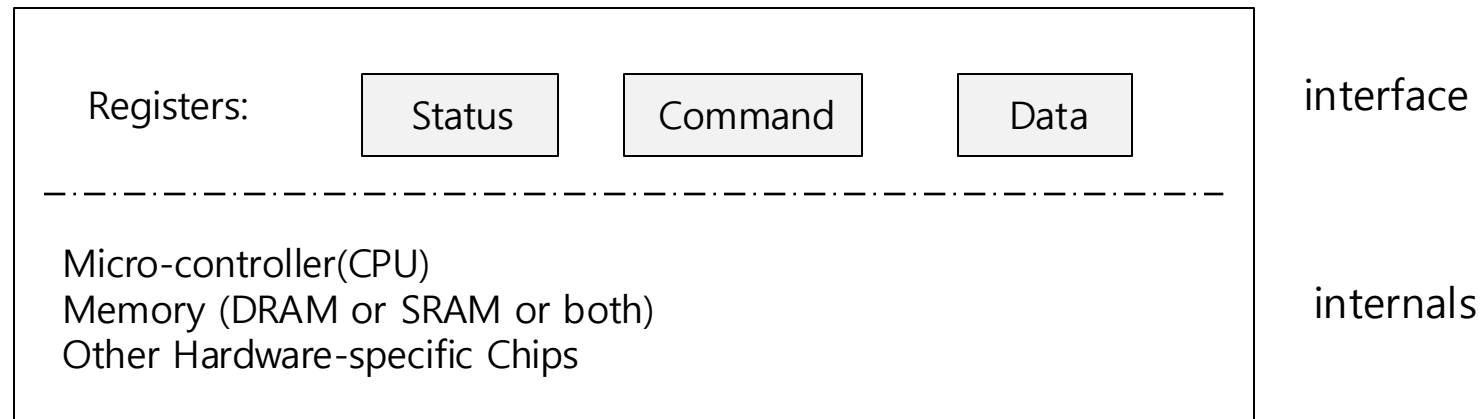 Registers: Status Command Data interface
Micro-controller(CPU)
Memory (DRAM or SRAM or both)
Other Hardware-specific Chips
internals